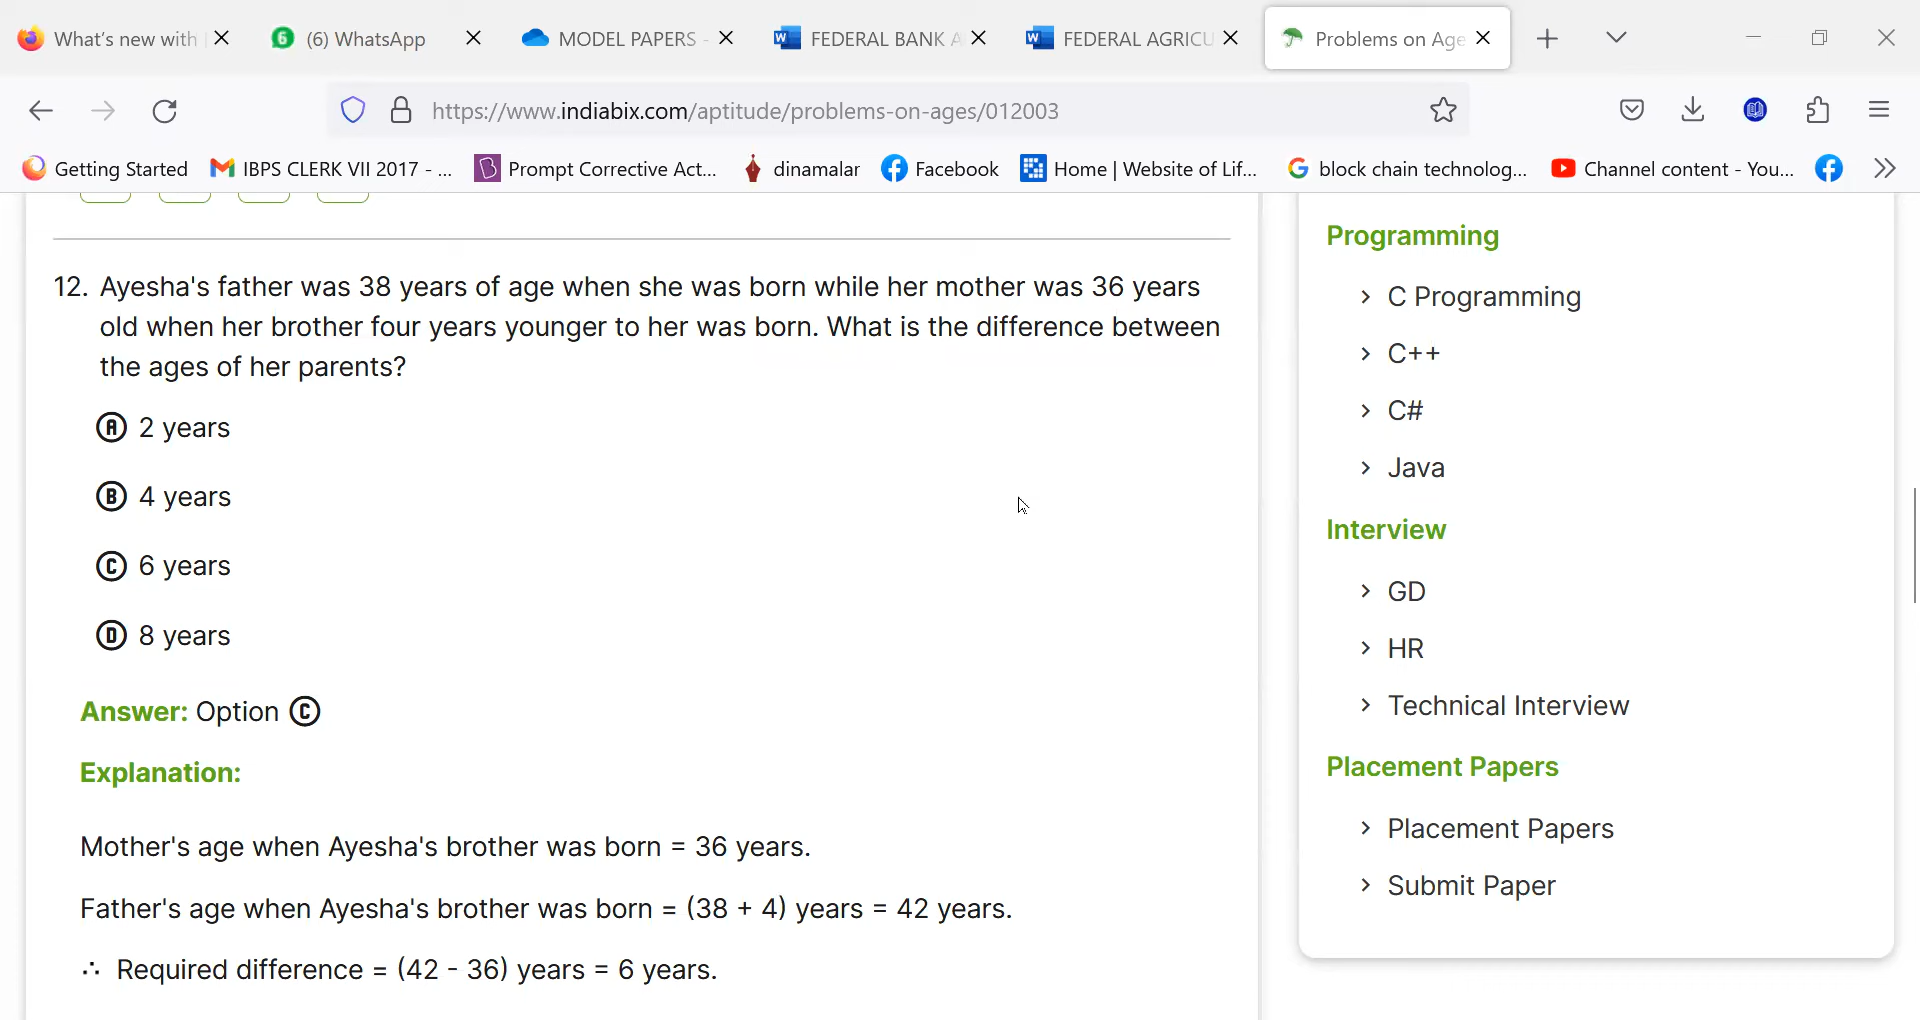 What's new with
(6) WhatsApp
MODEL PAPERS -
FEDERAL BANK A
FEDERAL AGRICU
Problems on Age
https://www.indiabix.com/aptitude/problems-on-ages/012003
Getting Started
IBPS CLERK VII 2017 - ...
Prompt Corrective Act...
dinamalar
Facebook
Home | Website of Lif...
block chain technolog...
Channel content - You...
12. Ayesha's father was 38 years of age when she was born while her mother was 36 years
old when her brother four years younger to her was born. What is the difference between
the ages of her parents?
A 2 years
B 4 years
C 6 years
D 8 years
Answer: Option C
Explanation:
Mother's age when Ayesha's brother was born = 36 years.
Father's age when Ayesha's brother was born = (38 + 4) years = 42 years.
∴ Required difference = (42 - 36) years = 6 years.
Programming
C Programming
C++
C#
Java
Interview
GD
HR
Technical Interview
Placement Papers
Placement Papers
Submit Paper